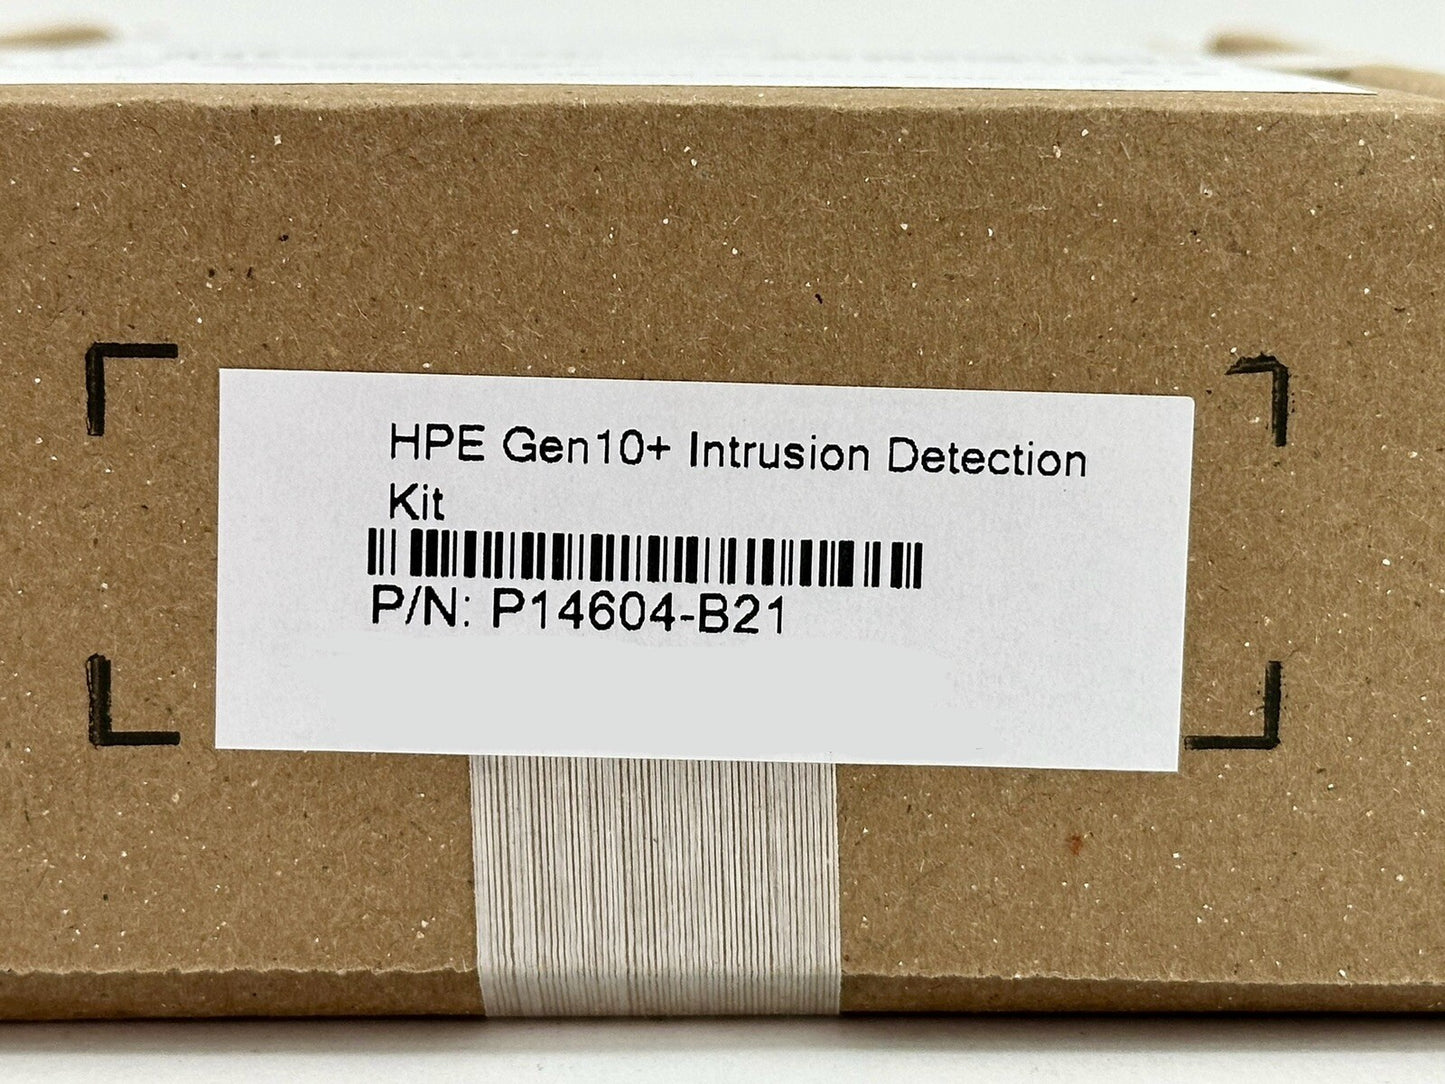 HPE Gen10+ Intrusion Detection
Kit
P/N: P14604-B21